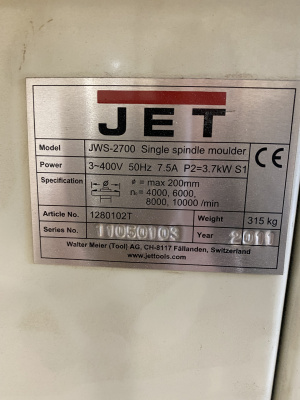 JET
Model JWS-2700 Single spindle moulder
Power 3~400V 50Hz 7.5A P2=3.7kW S1
CE
Specification ø = max 200mm
n₀ = 4000, 6000,
8000, 10000 /min
Article No. 1280102T Weight 315 kg
Series No. Year 2011
Walter Meier (Tool) AG, CH-8117 Fällanden, Switzerland
www.jettools.com